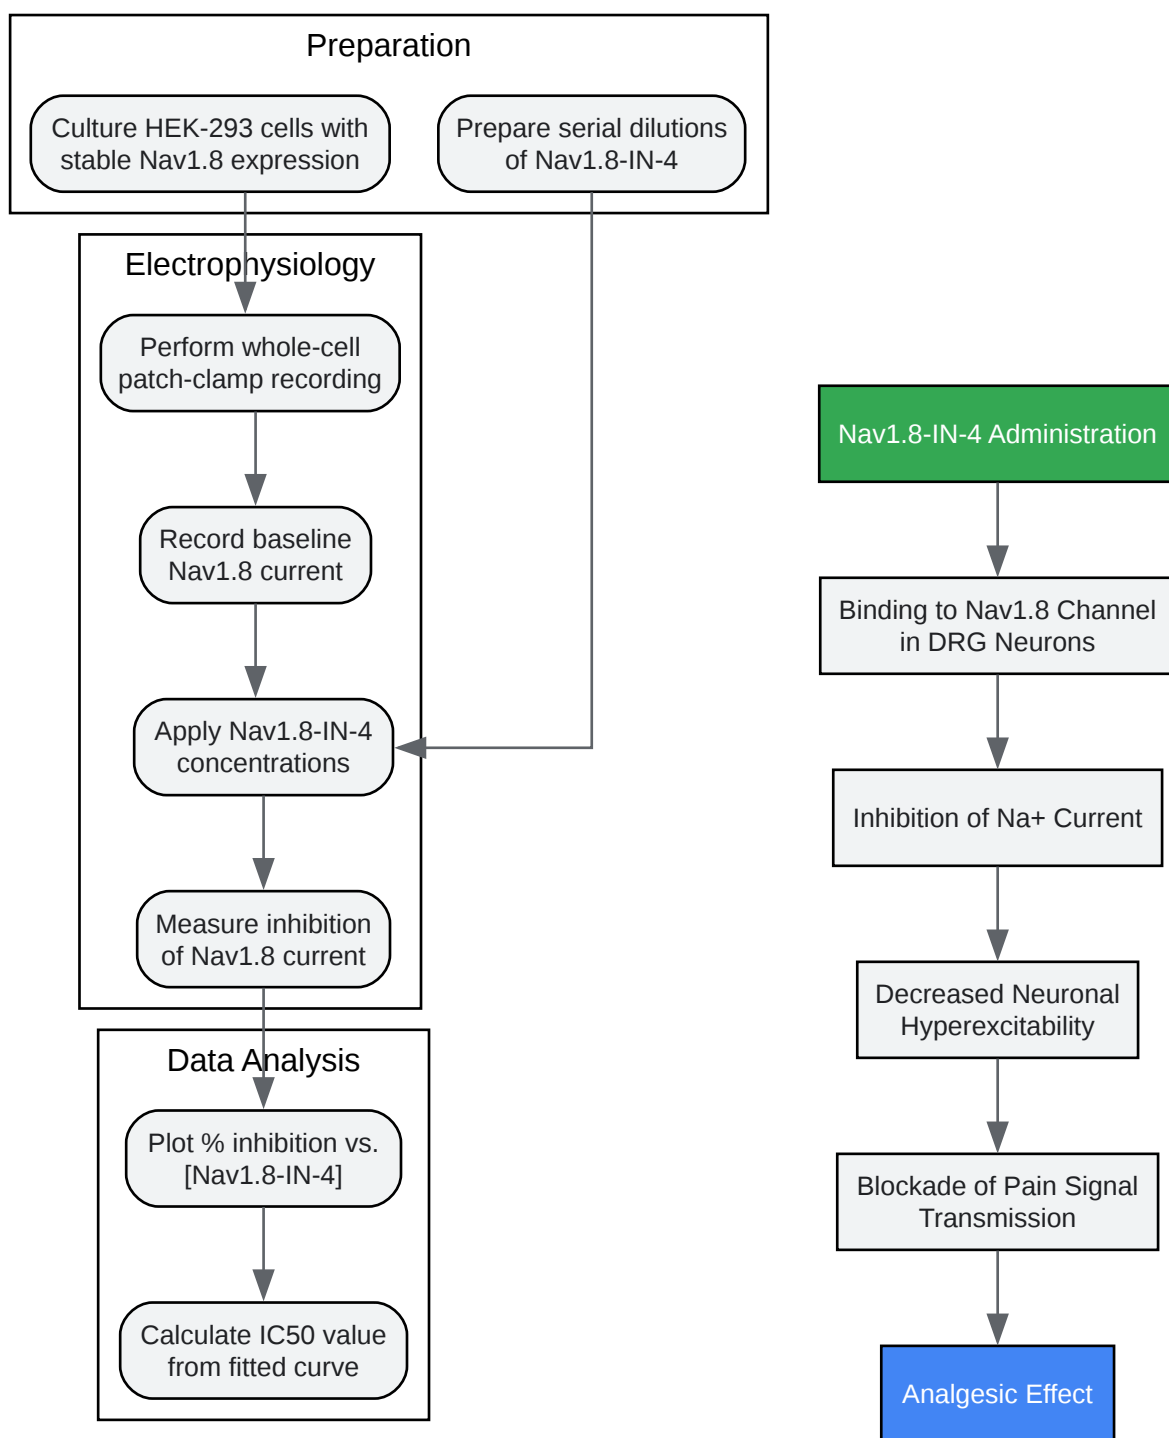 Preparation
Culture HEK-293 cells with
stable Nav1.8 expression
Prepare serial dilutions
of Nav1.8-IN-4
Electrophysiology
Perform whole-cell
patch-clamp recording
Record baseline
Nav1.8 current
Apply Nav1.8-IN-4
concentrations
Measure inhibition
of Nav1.8 current
Data Analysis
Plot % inhibition vs.
[Nav1.8-IN-4]
Calculate IC50 value
from fitted curve
Nav1.8-IN-4 Administration
Binding to Nav1.8 Channel
in DRG Neurons
Inhibition of Na+ Current
Decreased Neuronal
Hyperexcitability
Blockade of Pain Signal
Transmission
Analgesic Effect